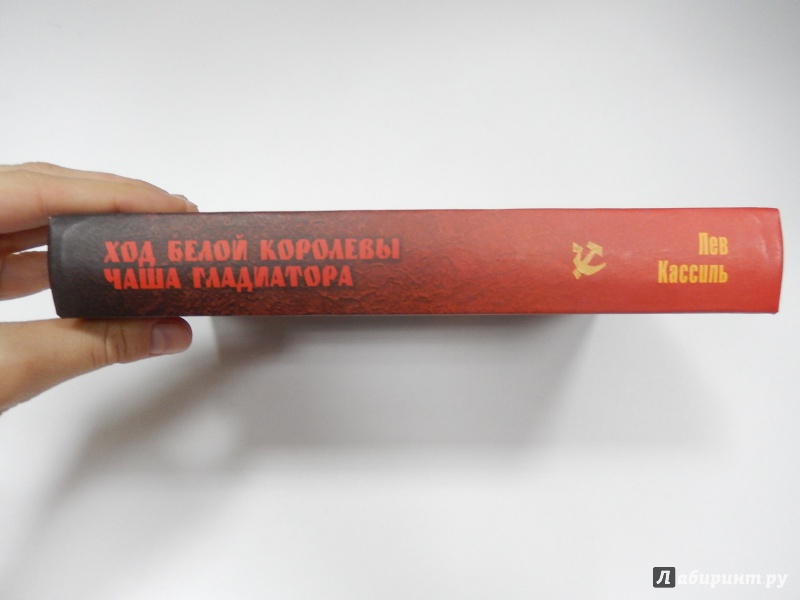 ХОД БЕЛОЙ КОРОЛЕВЫ
ЧАША ГЛАДИАТОРА
Лев
Кассиль
Лабиринт.ру